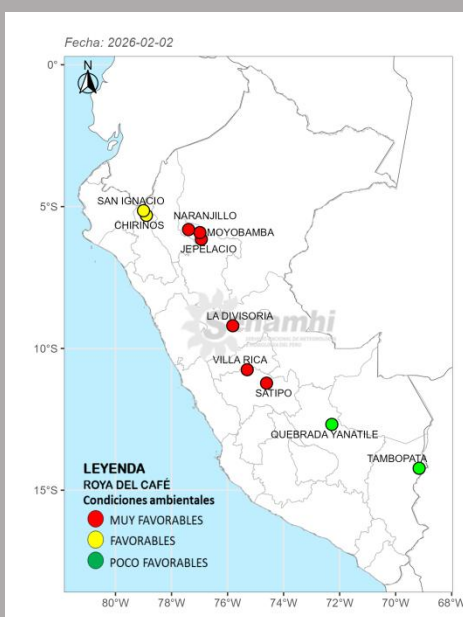 Fecha: 2026-02-02
N
0°
SAN IGNACIO
CHIRINOS
NARANJILLO
MOYOBAMBA
JEPELACIO
5°S
LA DIVISORIA
Senamhi
10°S
VILLA RICA
SATIPO
QUEBRADA YANATILE
TAMBOPATA
15°S
LEYENDA
ROYA DEL CAFÉ
Condiciones ambientales
MUY FAVORABLES
FAVORABLES
POCO FAVORABLES
80°W 78°W 76°W 74°W 72°W 70°W 68°W